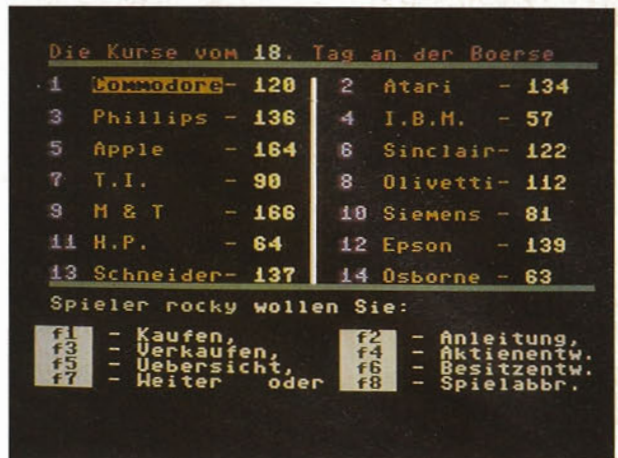 Die Kurse vom 18. Tag an der Boerse
1 Commodore- 120 2 Atari - 134
3 Phillips - 136 4 I.B.M. - 57
5 Apple - 164 6 Sinclair- 122
7 T.I. - 90 8 Olivetti- 112
9 M & T - 166 10 Siemens - 81
11 H.P. - 64 12 Epson - 139
13 Schneider- 137 14 Osborne - 63
Spieler rocky wollen Sie:
f1 - Kaufen, f2 - Anleitung,
f3 - Verkaufen, f4 - Aktienentw.
f5 - Uebersicht, f6 - Besitzentw.
f7 - Weiter oder f8 - Spielabbr.